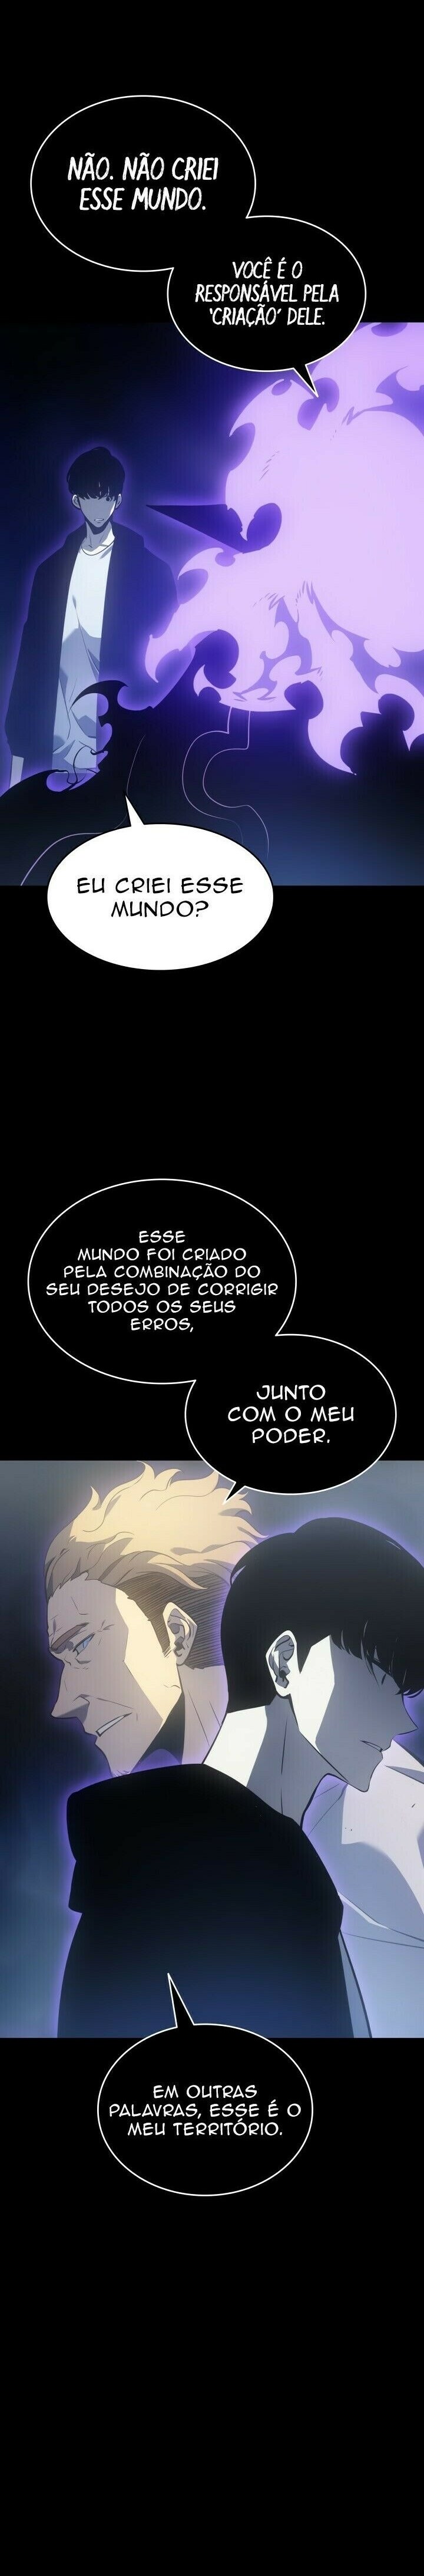 NÃO. NÃO CRIEI
ESSE MUNDO.
VOCÊ É O
RESPONSÁVEL PELA
'CRIAÇÃO' DELE.
EU CRIEI ESSE
MUNDO?
ESSE
MUNDO FOI CRIADO
PELA COMBINAÇÃO DO
SEU DESEJO DE CORRIGIR
TODOS OS SEUS
ERROS,
JUNTO
COM O MEU
PODER.
EM OUTRAS
PALAVRAS, ESSE É O
MEU TERRITÓRIO.